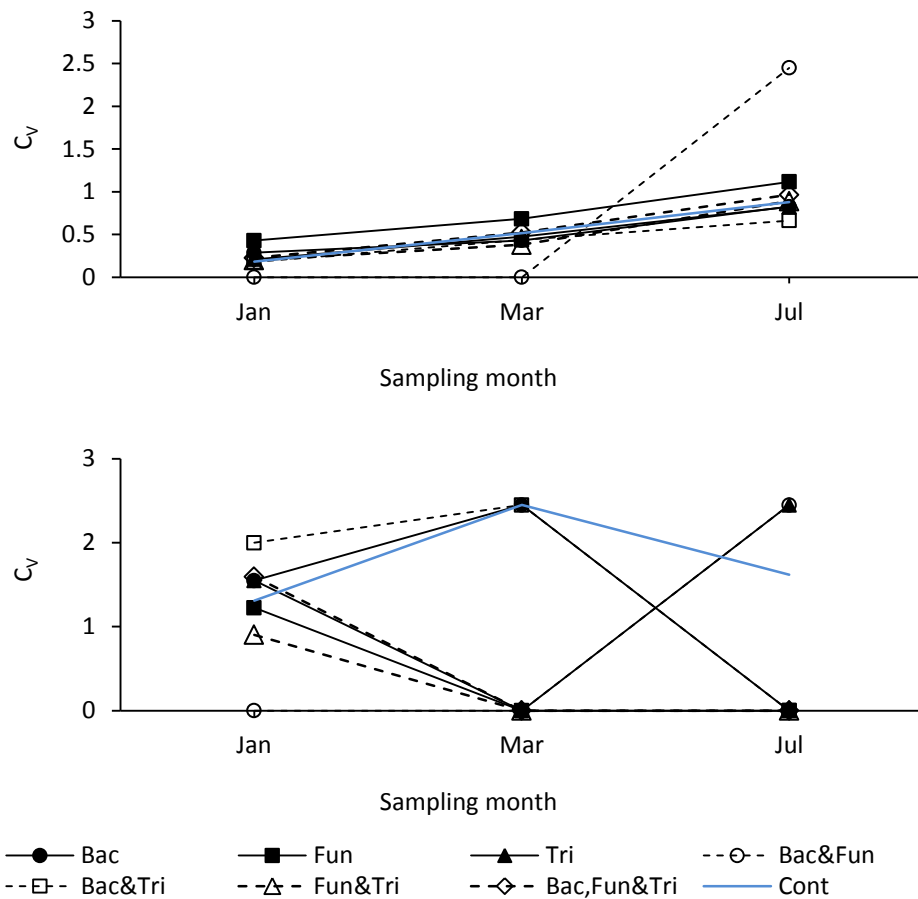 3
2.5
2
1.5
1
0.5
0
C_V
Jan Mar Jul
Sampling month
3
2
1
0
C_V
Jan Mar Jul
Sampling month
Bac Fun Tri Bac&Fun
Bac&Tri Fun&Tri Bac,Fun&Tri Cont